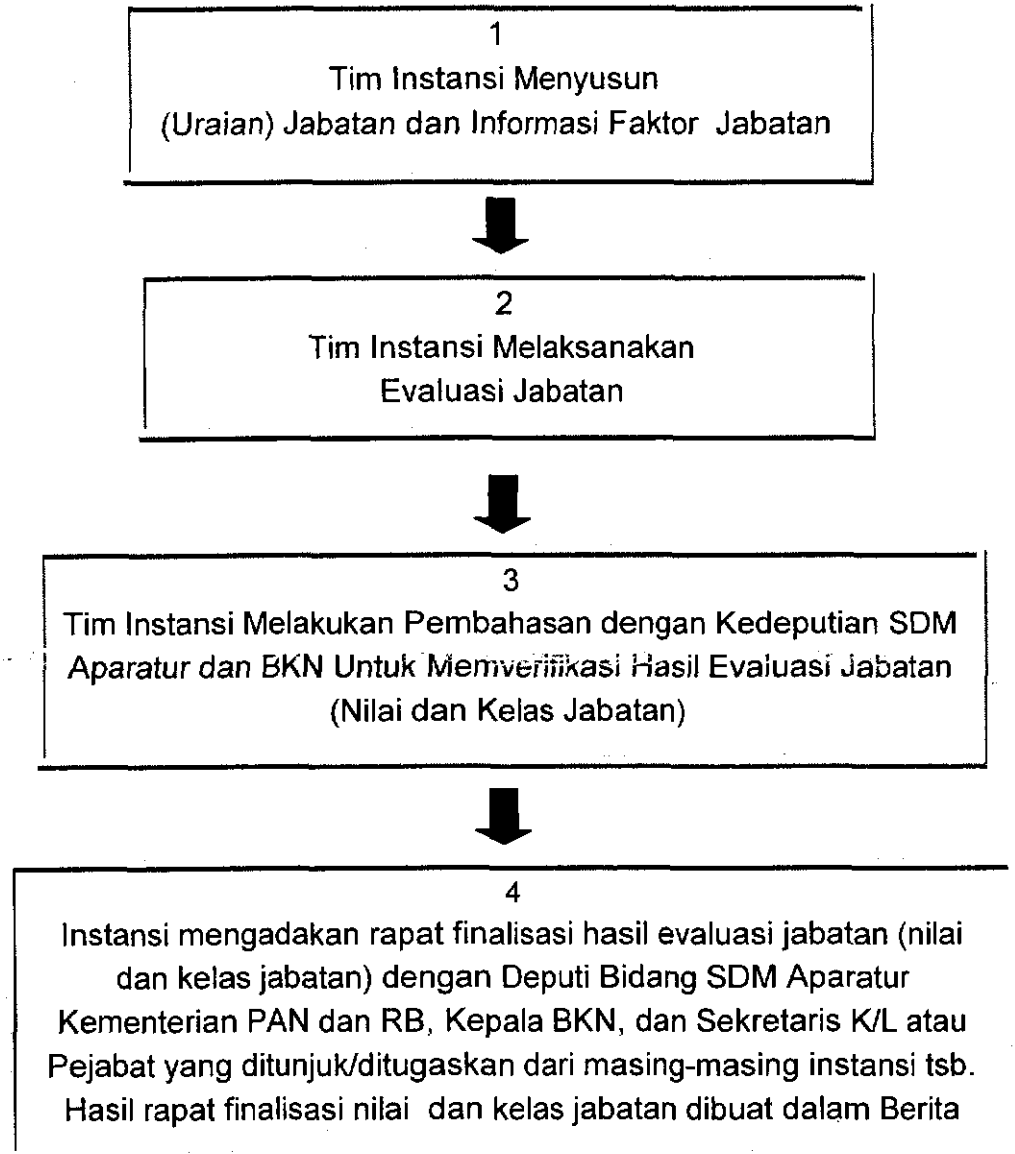 1
Tim Instansi Menyusun
(Uraian) Jabatan dan Informasi Faktor Jabatan
2
Tim Instansi Melaksanakan
Evaluasi Jabatan
3
Tim Instansi Melakukan Pembahasan dengan Kedeputian SDM
Aparatur dan BKN Untuk Memverifikasi Hasil Evaluasi Jabatan
(Nilai dan Kelas Jabatan)
4
Instansi mengadakan rapat finalisasi hasil evaluasi jabatan (nilai
dan kelas jabatan) dengan Deputi Bidang SDM Aparatur
Kementerian PAN dan RB, Kepala BKN, dan Sekretaris K/L atau
Pejabat yang ditunjuk/ditugaskan dari masing-masing instansi tsb.
Hasil rapat finalisasi nilai dan kelas jabatan dibuat dalam Berita